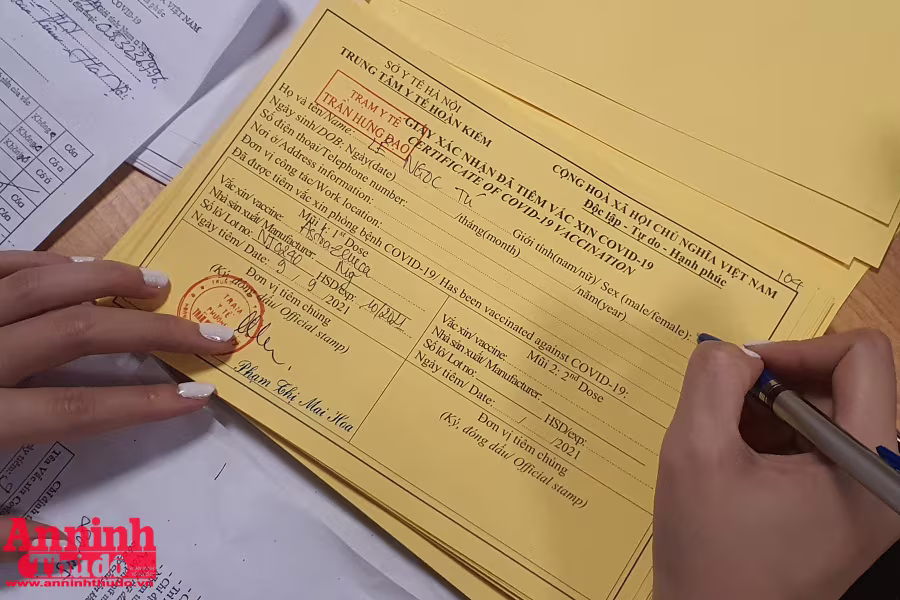 SỞ Y TẾ HÀ NỘI
TRUNG TÂM Y TẾ HOÀN KIẾM
TRẠM Y TẾ
TRẦN HƯNG ĐẠO
CỘNG HOÀ XÃ HỘI CHỦ NGHĨA VIỆT NAM
Độc lập - Tự do - Hạnh phúc
109
GIẤY XÁC NHẬN ĐÃ TIÊM VẮC XIN COVID-19
CERTIFICATE OF COVID-19 VACCINATION
Họ và tên/Name: LÊ NGỌC TÚ Giới tính(nam/nữ)/ Sex (male/female):
Ngày sinh/DOB: Ngày(date) /tháng(month) /năm(year)
Số điện thoại/Telephone number:
Nơi ở/Address information:
Đơn vị công tác/Work location:
Đã được tiêm vắc xin phòng bệnh COVID-19/ Has been vaccinated against COVID-19:
Mũi 1: 1st Dose
Vắc xin/vaccine: AstraZeneca
Nhà sản xuất/Manufacturer:
Số lô/Lot no: HSD/exp:
Ngày tiêm/ Date: 9 / 9 /2021
Đơn vị tiêm chủng
(Ký, đóng dấu/ Official stamp)
Phạm Thị Mai Hoa
Mũi 2: 2nd Dose
Vắc xin/vaccine:
Nhà sản xuất/Manufacturer:
Số lô/Lot no: HSD/exp:
Ngày tiêm/ Date: / /2021
Đơn vị tiêm chủng
(Ký, đóng dấu/ Official stamp)
An ninh
Thủ đô
www.anninhthudo.vn